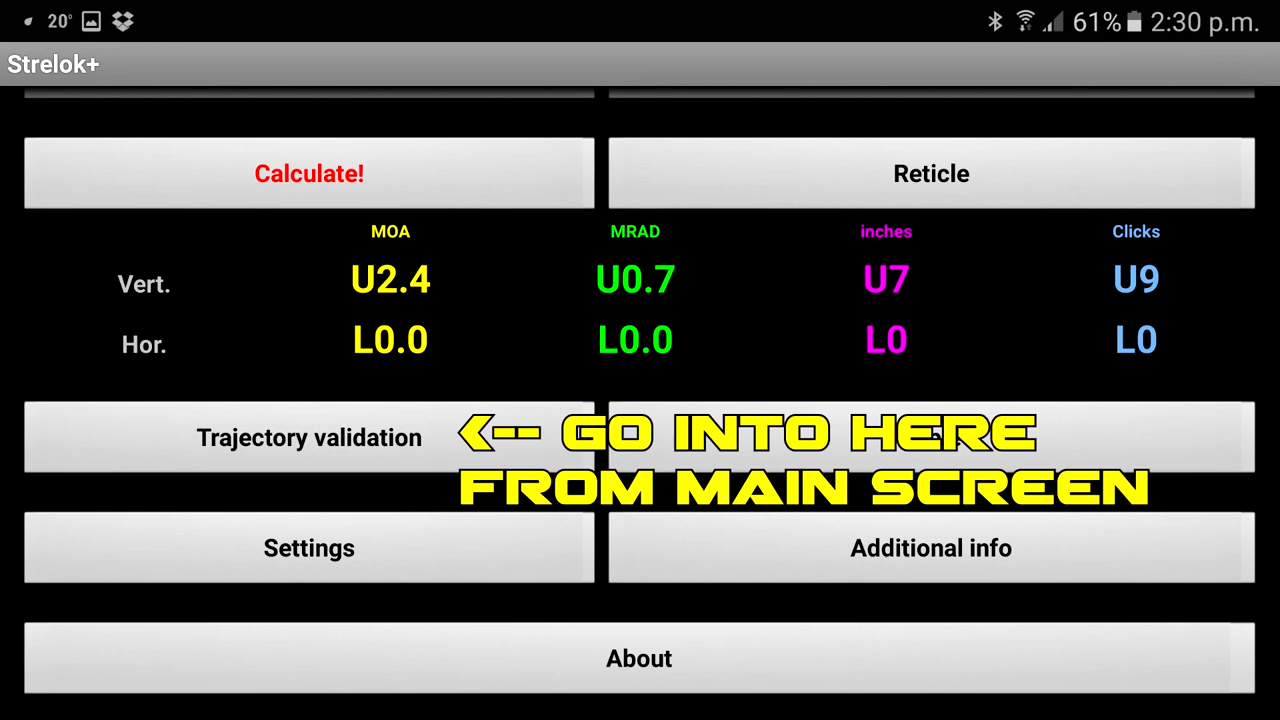 20°
61% 2:30 p.m.
Strelok+
Calculate!
Reticle
MOA MRAD inches Clicks
Vert. U2.4 U0.7 U7 U9
Hor. L0.0 L0.0 L0 L0
Trajectory validation
<-- GO INTO HERE
FROM MAIN SCREEN
Settings
Additional info
About